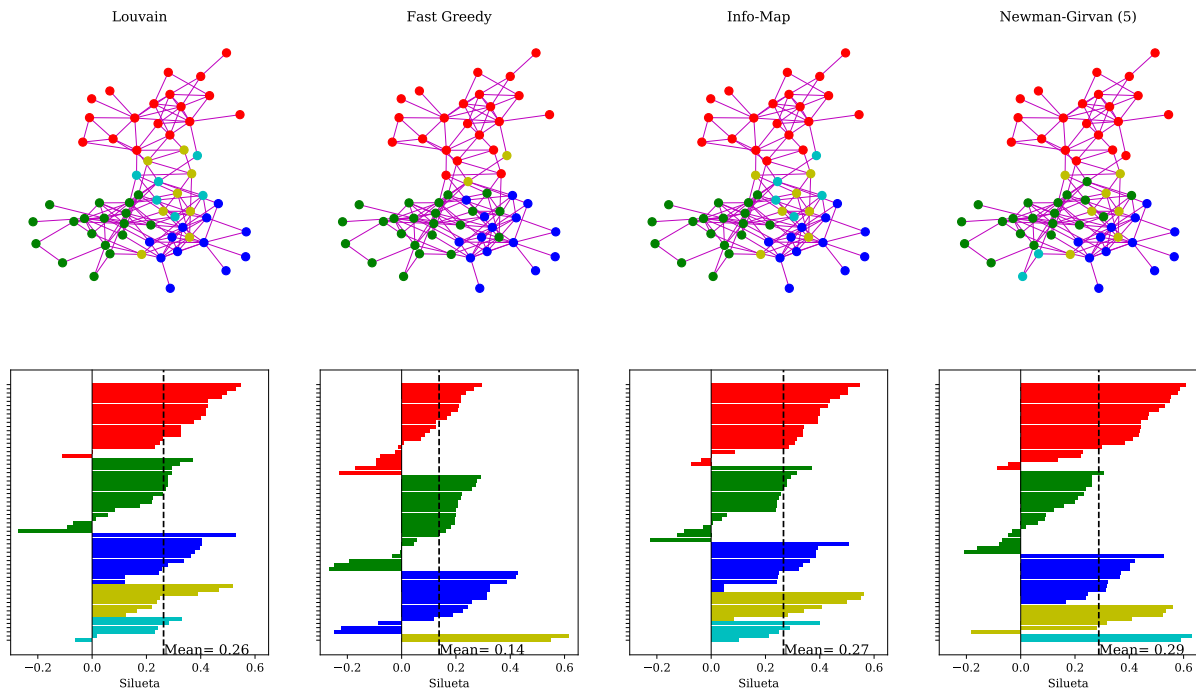 Louvain
Fast Greedy
Info-Map
Newman-Girvan (5)
Mean= 0.26
Mean= 0.14
Mean= 0.27
Mean= 0.29
−0.2 0.0 0.2 0.4 0.6
−0.2 0.0 0.2 0.4 0.6
−0.2 0.0 0.2 0.4 0.6
−0.2 0.0 0.2 0.4 0.6
Silueta
Silueta
Silueta
Silueta